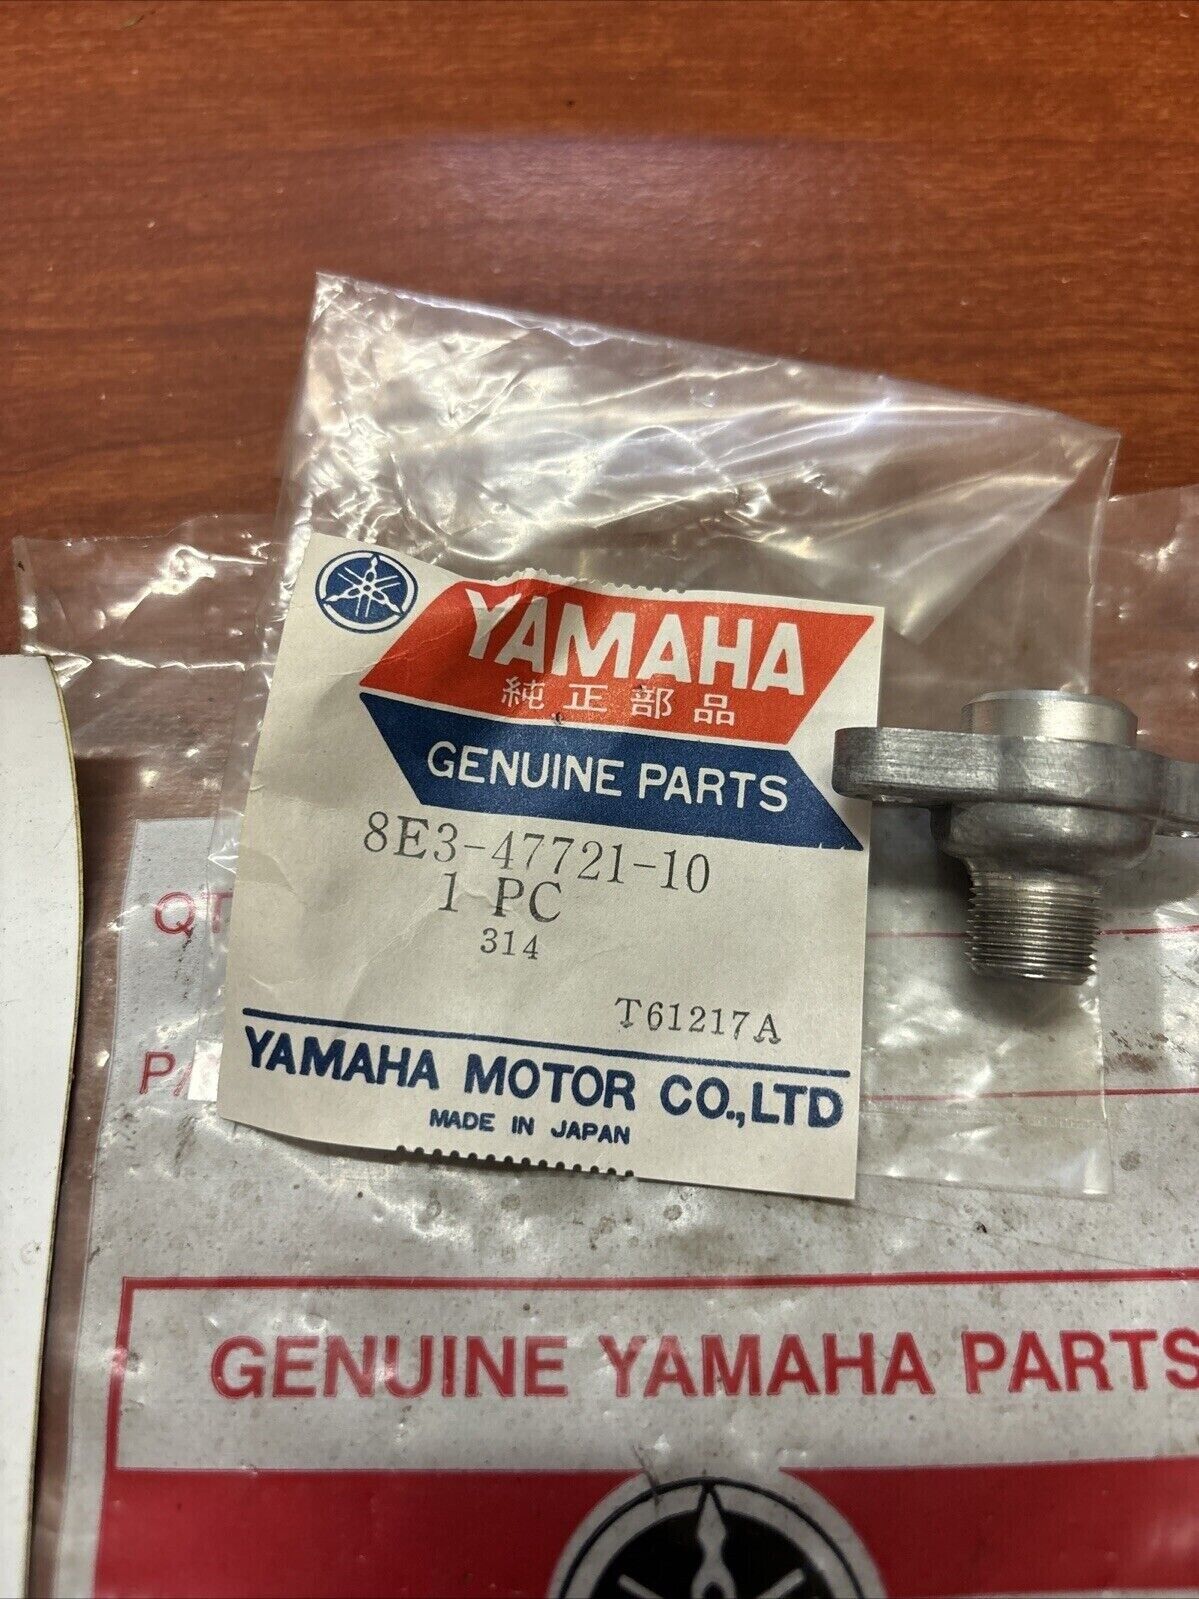 YAMAHA
純正部品
GENUINE PARTS
8E3-47721-10
1 PC
314
T61217A
YAMAHA MOTOR CO.,LTD
MADE IN JAPAN
GENUINE YAMAHA PARTS